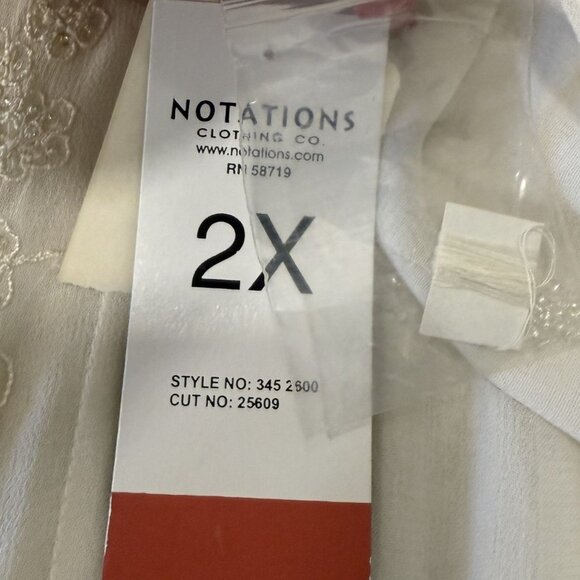 NOTATIONS
CLOTHING CO.
www.notations.com
RN 58719
2X
STYLE NO: 345 2600
CUT NO: 25609